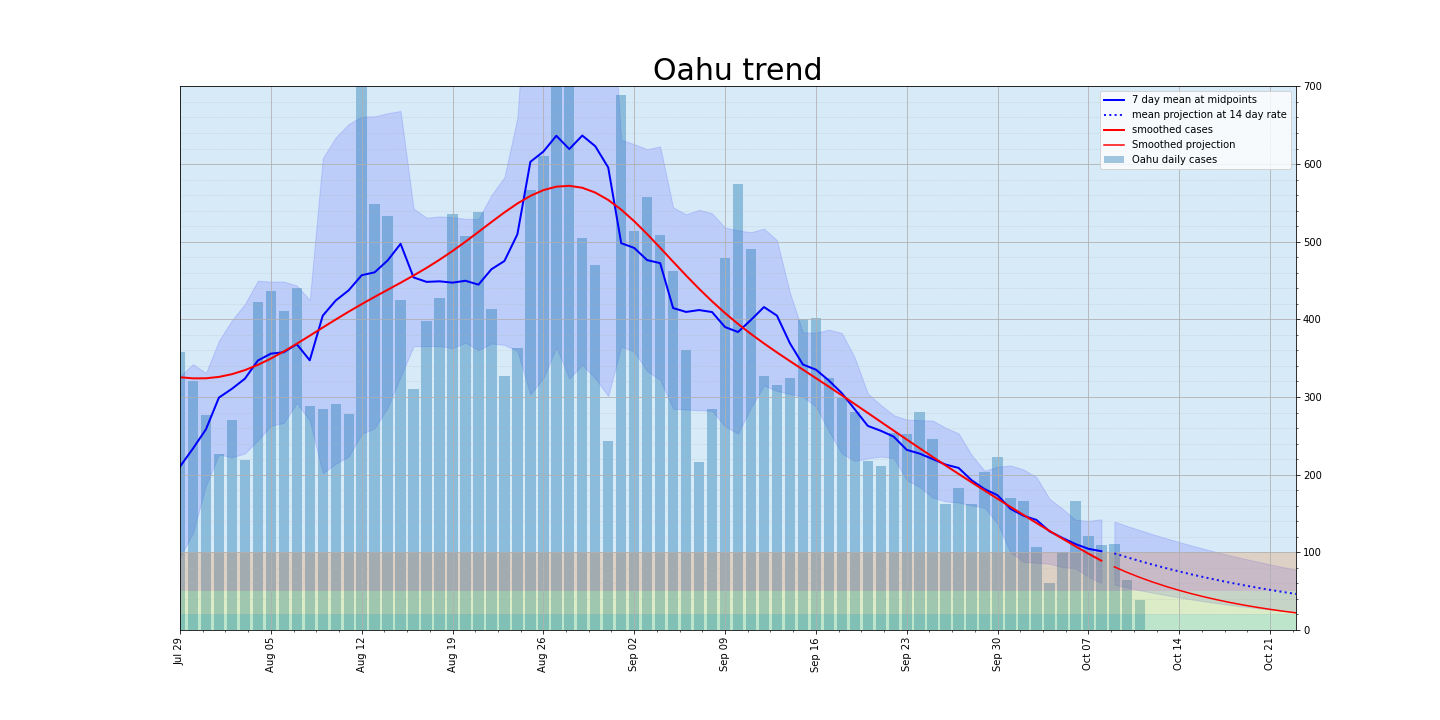 Oahu trend
7 day mean at midpoints
mean projection at 14 day rate
smoothed cases
Smoothed projection
Oahu daily cases
700
600
500
400
300
200
100
0
Jul 29
Aug 05
Aug 12
Aug 19
Aug 26
Sep 02
Sep 09
Sep 16
Sep 23
Sep 30
Oct 07
Oct 14
Oct 21